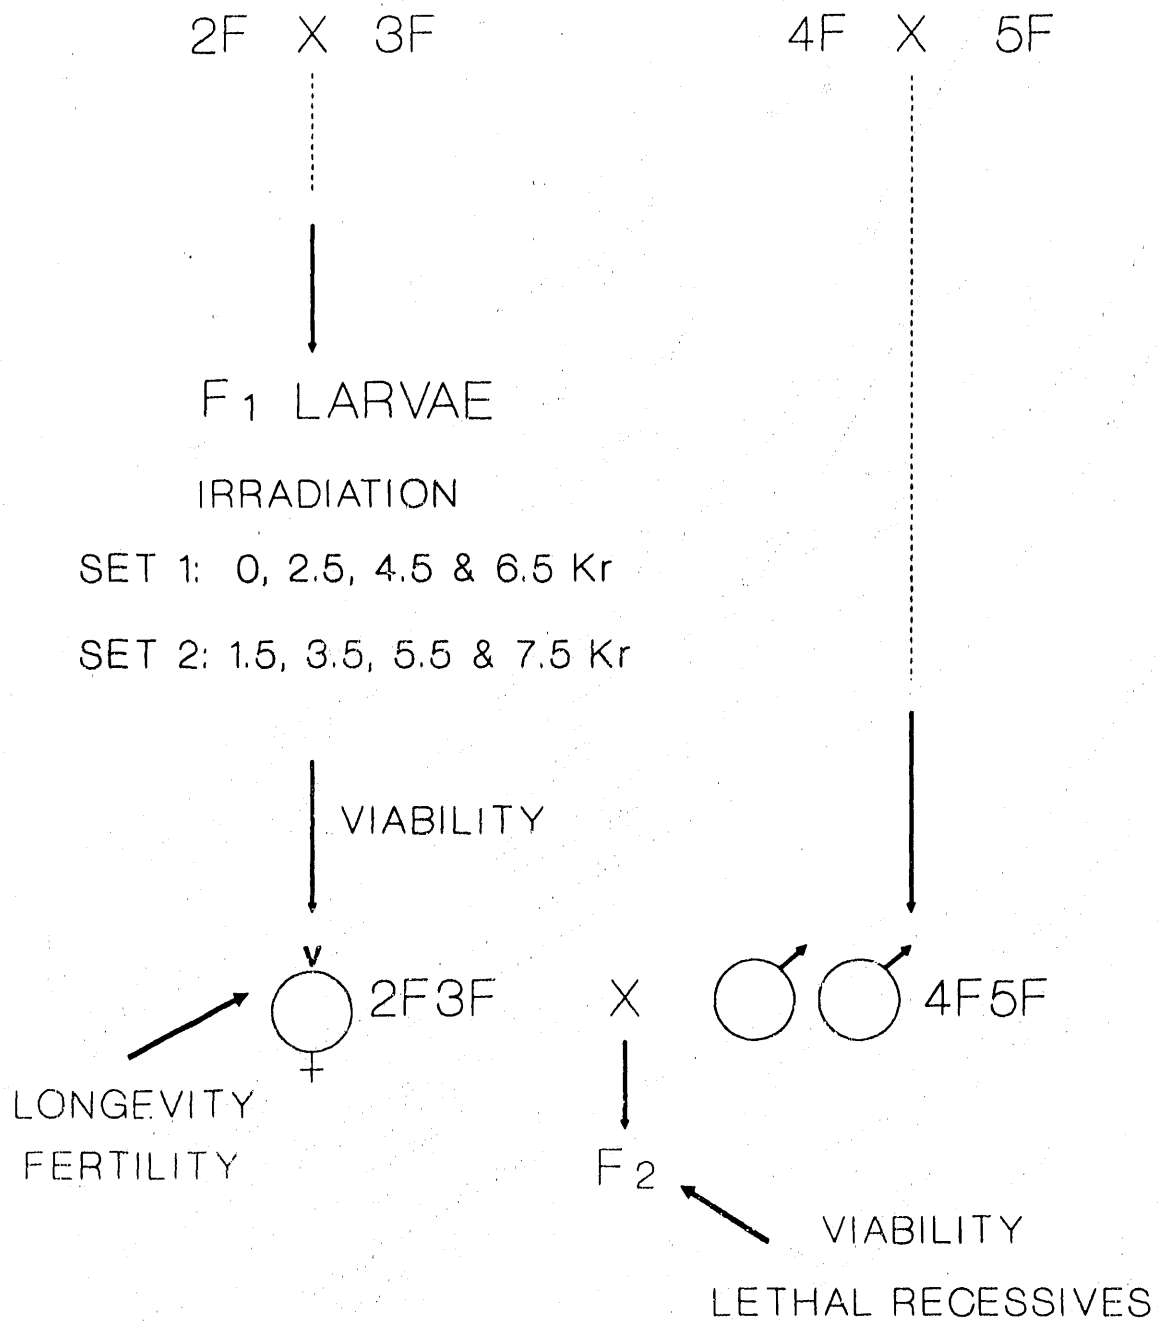 2F X 3F
4F X 5F
F1 LARVAE
IRRADIATION
SET 1: 0, 2.5, 4.5 & 6.5 Kr
SET 2: 1.5, 3.5, 5.5 & 7.5 Kr
VIABILITY
V
♀ 2F3F X ♂ ♂ 4F5F
LONGEVITY
FERTILITY
F2
VIABILITY
LETHAL RECESSIVES